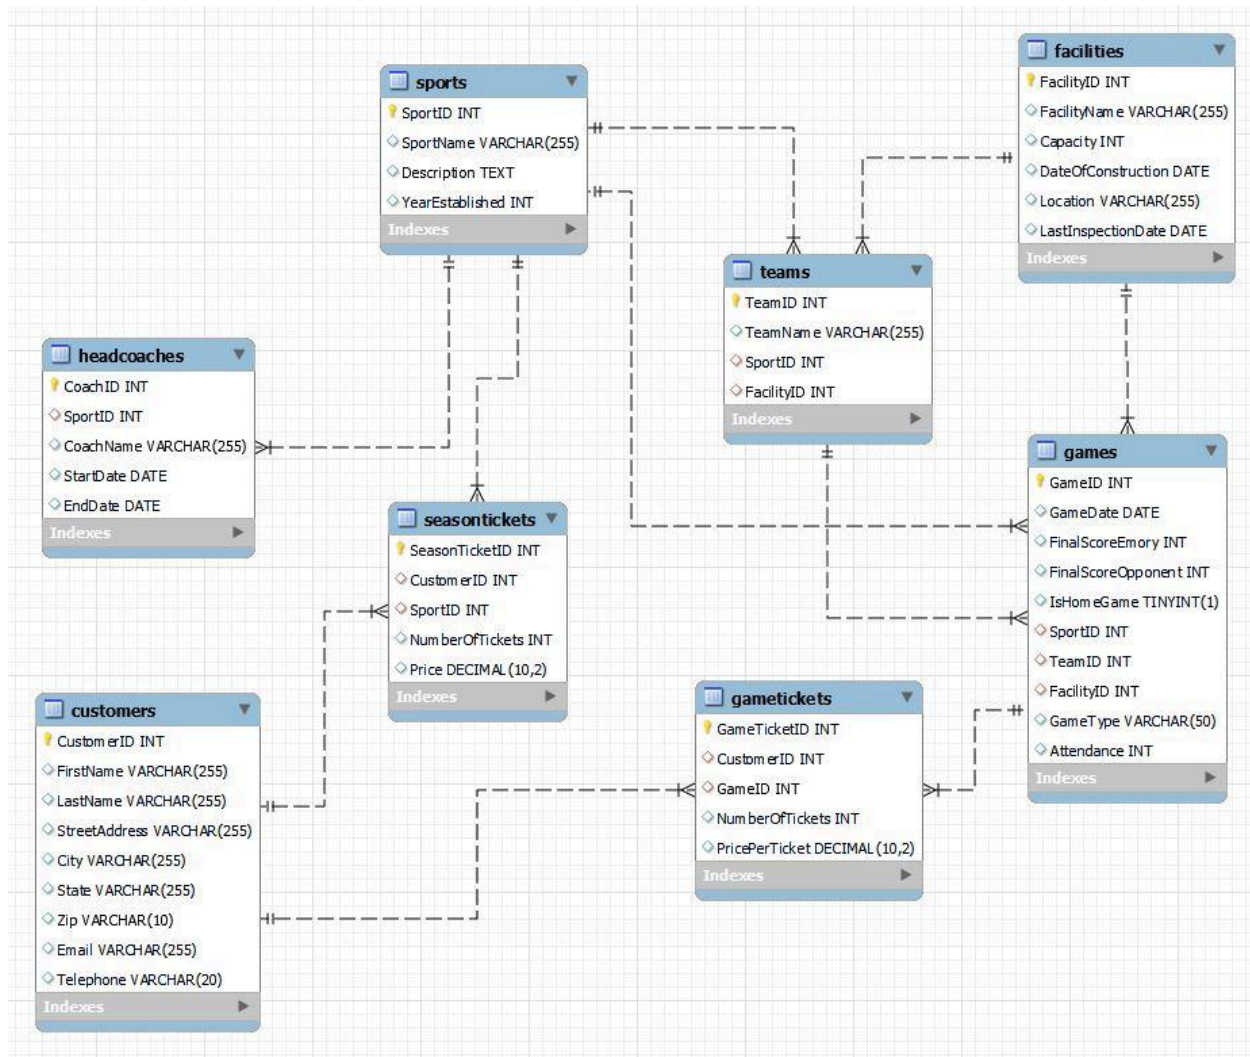 sports
SportID INT
SportName VARCHAR(255)
Description TEXT
YearEstablished INT
Indexes
facilities
FacilityID INT
FacilityName VARCHAR(255)
Capacity INT
DateOfConstruction DATE
Location VARCHAR(255)
LastInspectionDate DATE
Indexes
teams
TeamID INT
TeamName VARCHAR(255)
SportID INT
FacilityID INT
Indexes
headcoaches
CoachID INT
SportID INT
CoachName VARCHAR(255)
StartDate DATE
EndDate DATE
Indexes
seasontickets
SeasonTicketID INT
CustomerID INT
SportID INT
NumberOfTickets INT
Price DECIMAL(10,2)
Indexes
games
GameID INT
GameDate DATE
FinalScoreEmory INT
FinalScoreOpponent INT
IsHomeGame TINYINT(1)
SportID INT
TeamID INT
FacilityID INT
GameType VARCHAR(50)
Attendance INT
Indexes
customers
CustomerID INT
FirstName VARCHAR(255)
LastName VARCHAR(255)
StreetAddress VARCHAR(255)
City VARCHAR(255)
State VARCHAR(255)
Zip VARCHAR(10)
Email VARCHAR(255)
Telephone VARCHAR(20)
Indexes
gametickets
GameTicketID INT
CustomerID INT
GameID INT
NumberOfTickets INT
PricePerTicket DECIMAL(10,2)
Indexes